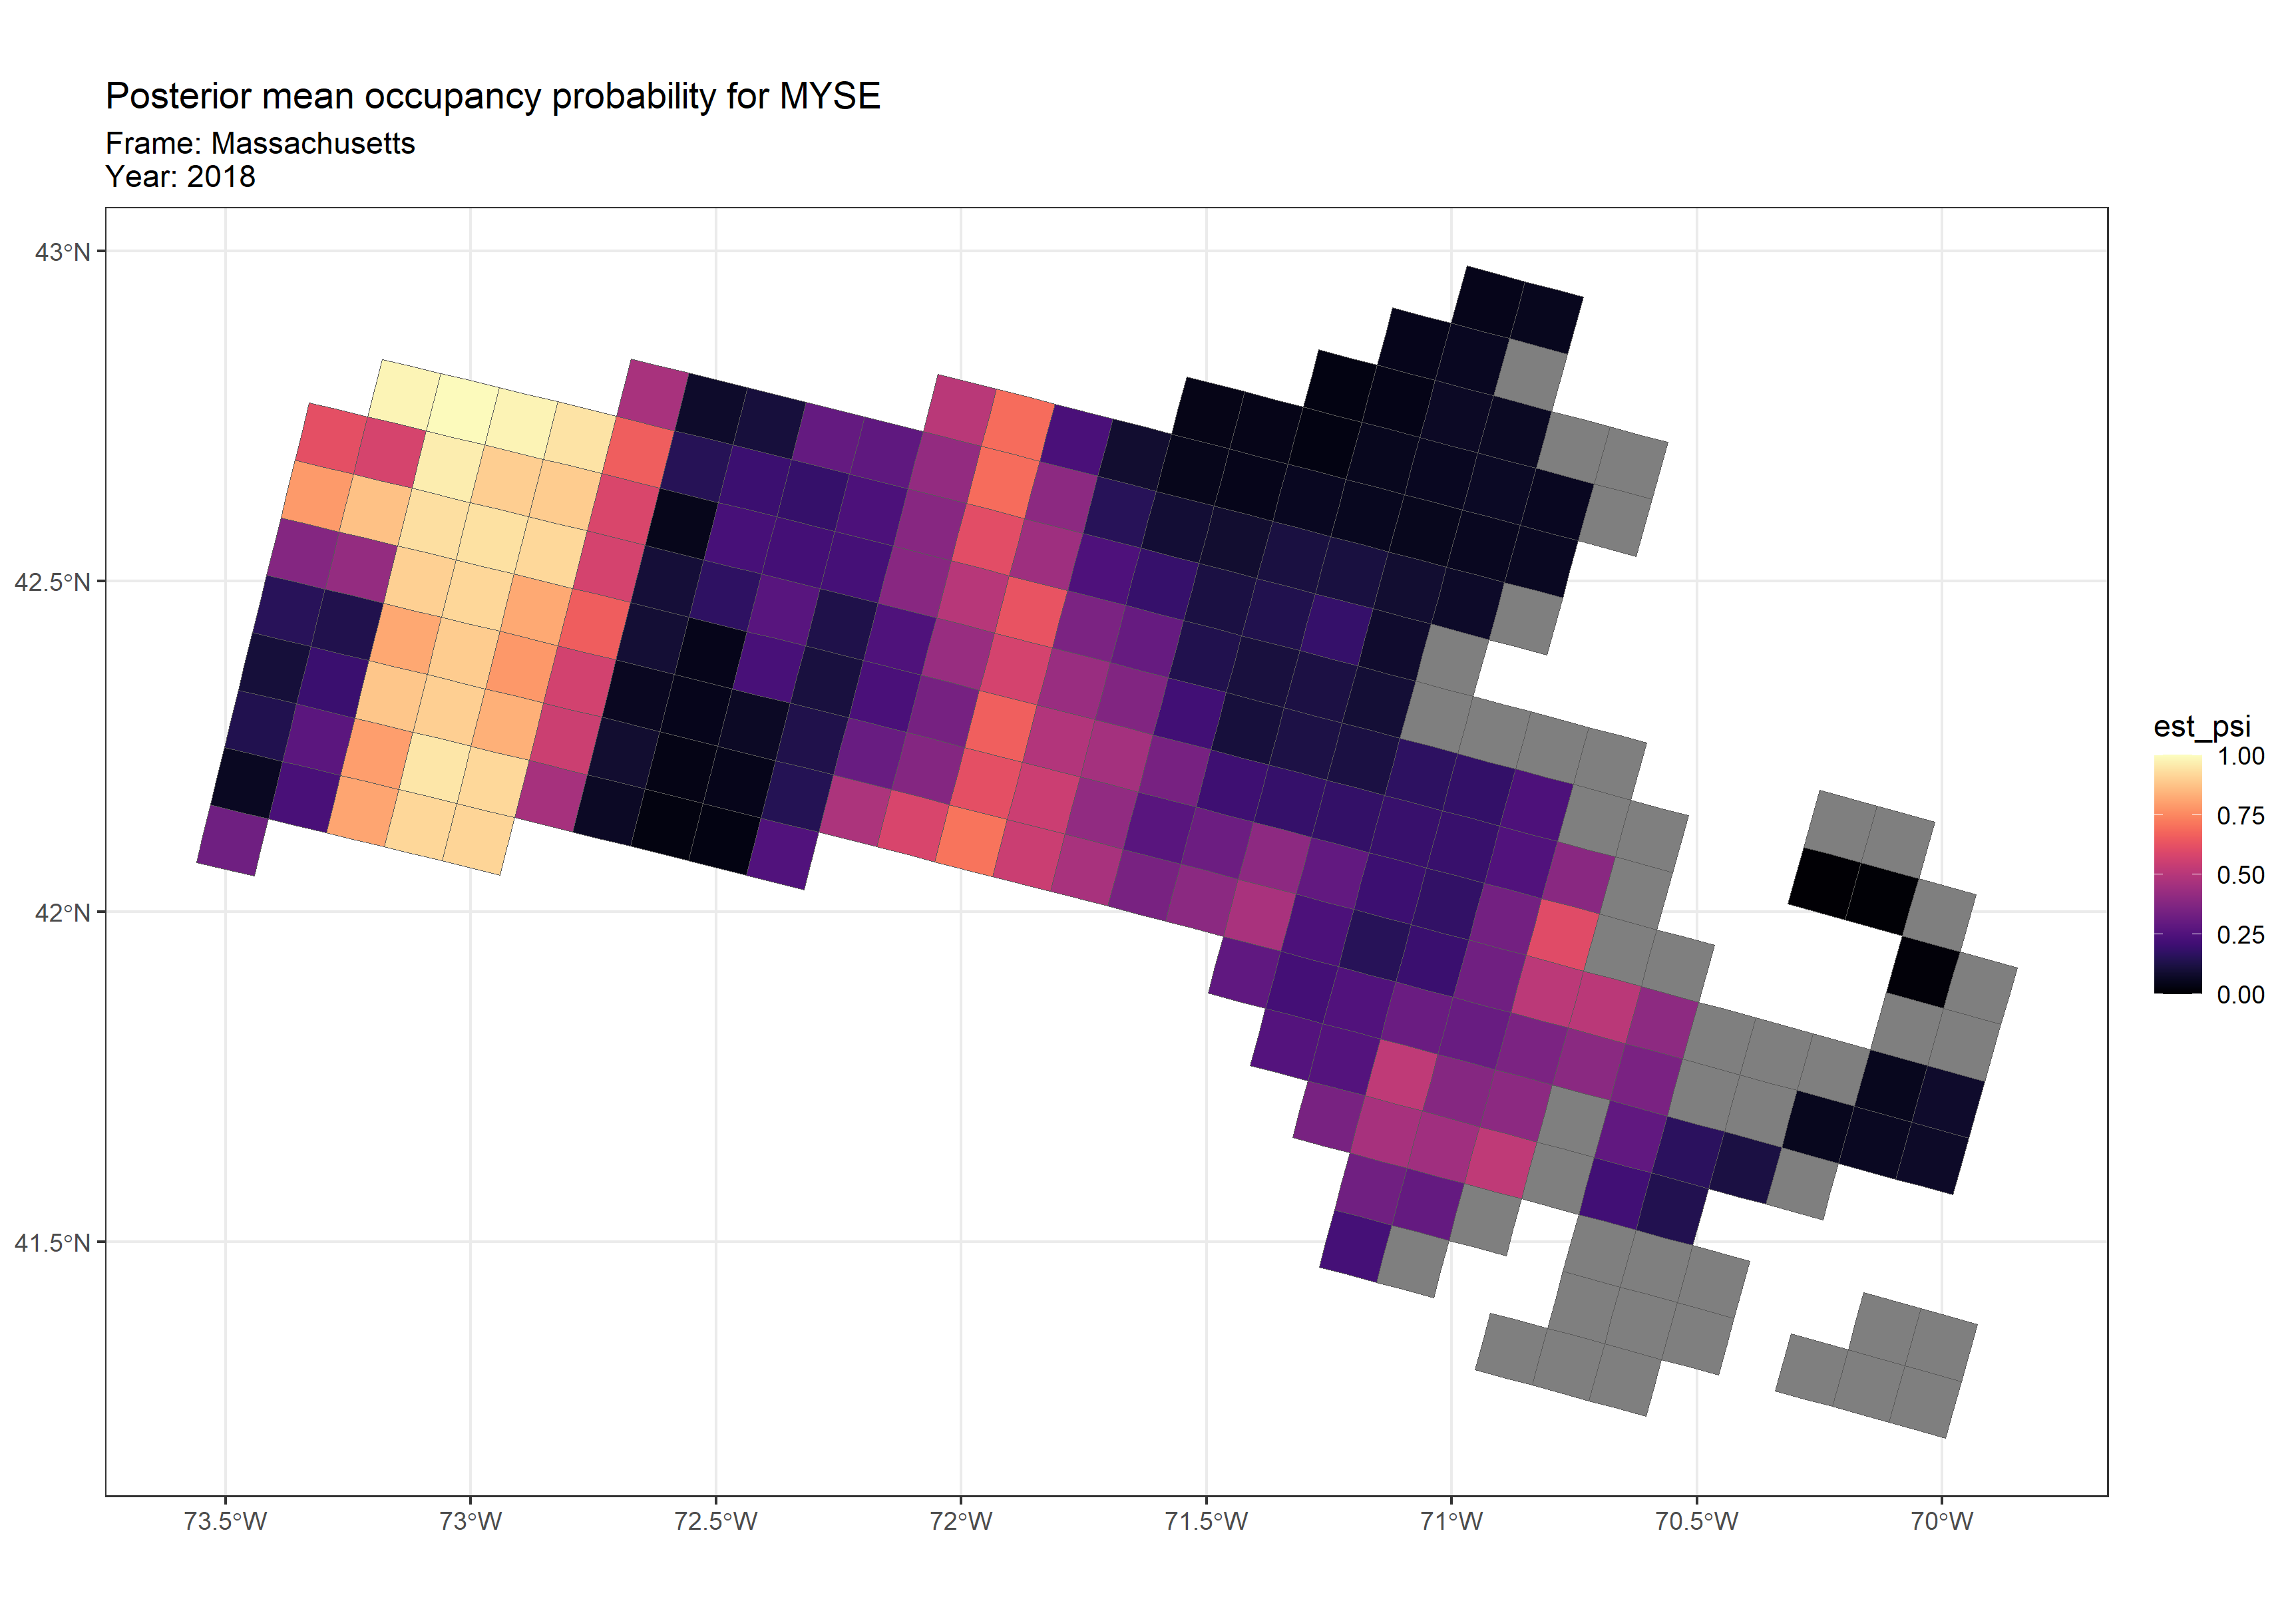 Posterior mean occupancy probability for MYSE
Frame: Massachusetts
Year: 2018
43°N
42.5°N
42°N
41.5°N
73.5°W
73°W
72.5°W
72°W
71.5°W
71°W
70.5°W
70°W
est_psi
1.00
0.75
0.50
0.25
0.00